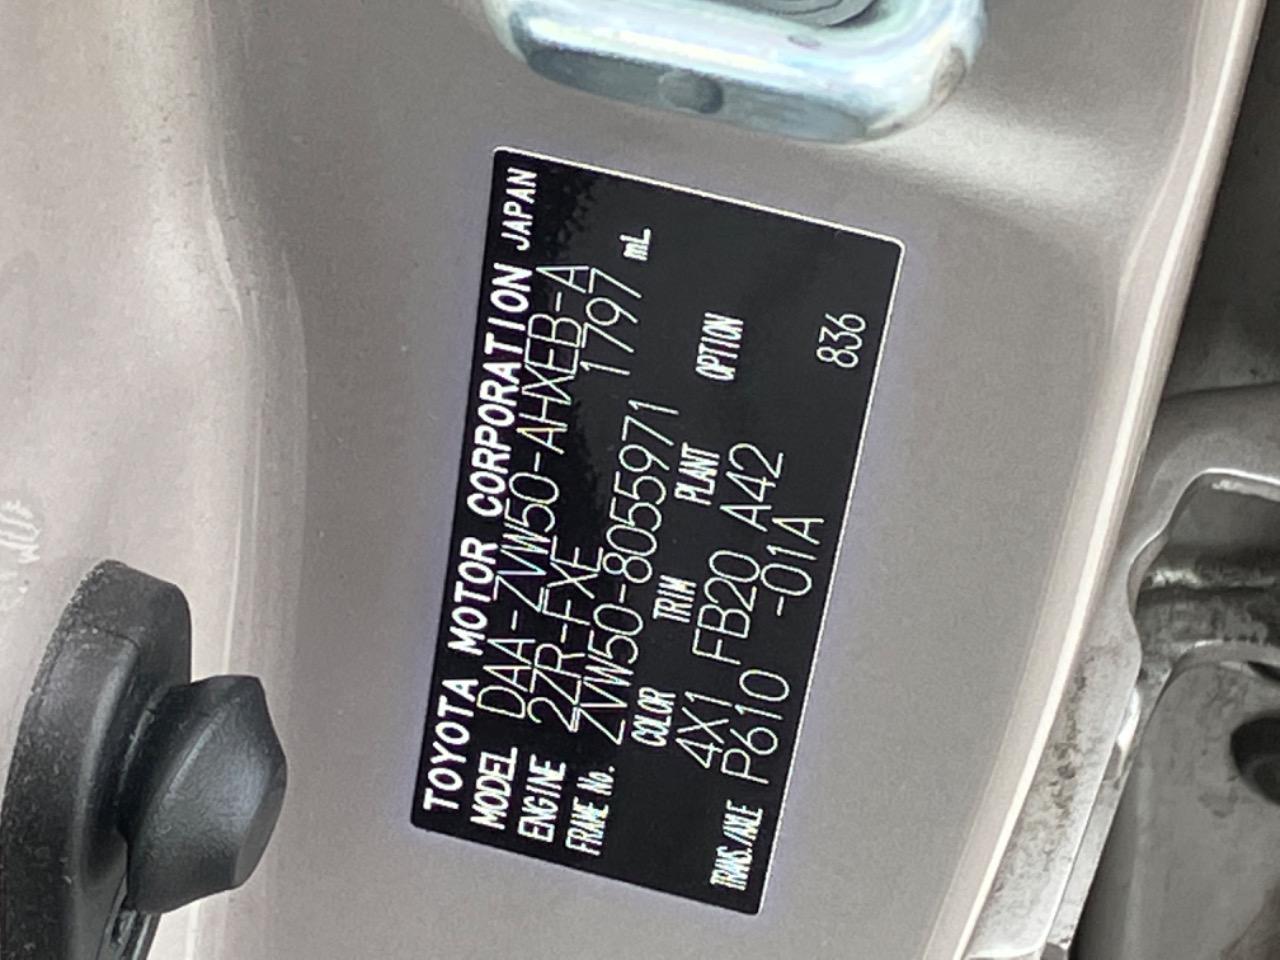 TOYOTA MOTOR CORPORATION JAPAN
MODEL DAA-ZVW50-AHXEB-A
ENGINE 2ZR-FXE 1797 mL
FRAME No. ZVW50-8055971
COLOR TRIM PLANT OPTION
4X1 FB20 A42
TRANS./AXLE P610 -01A 836